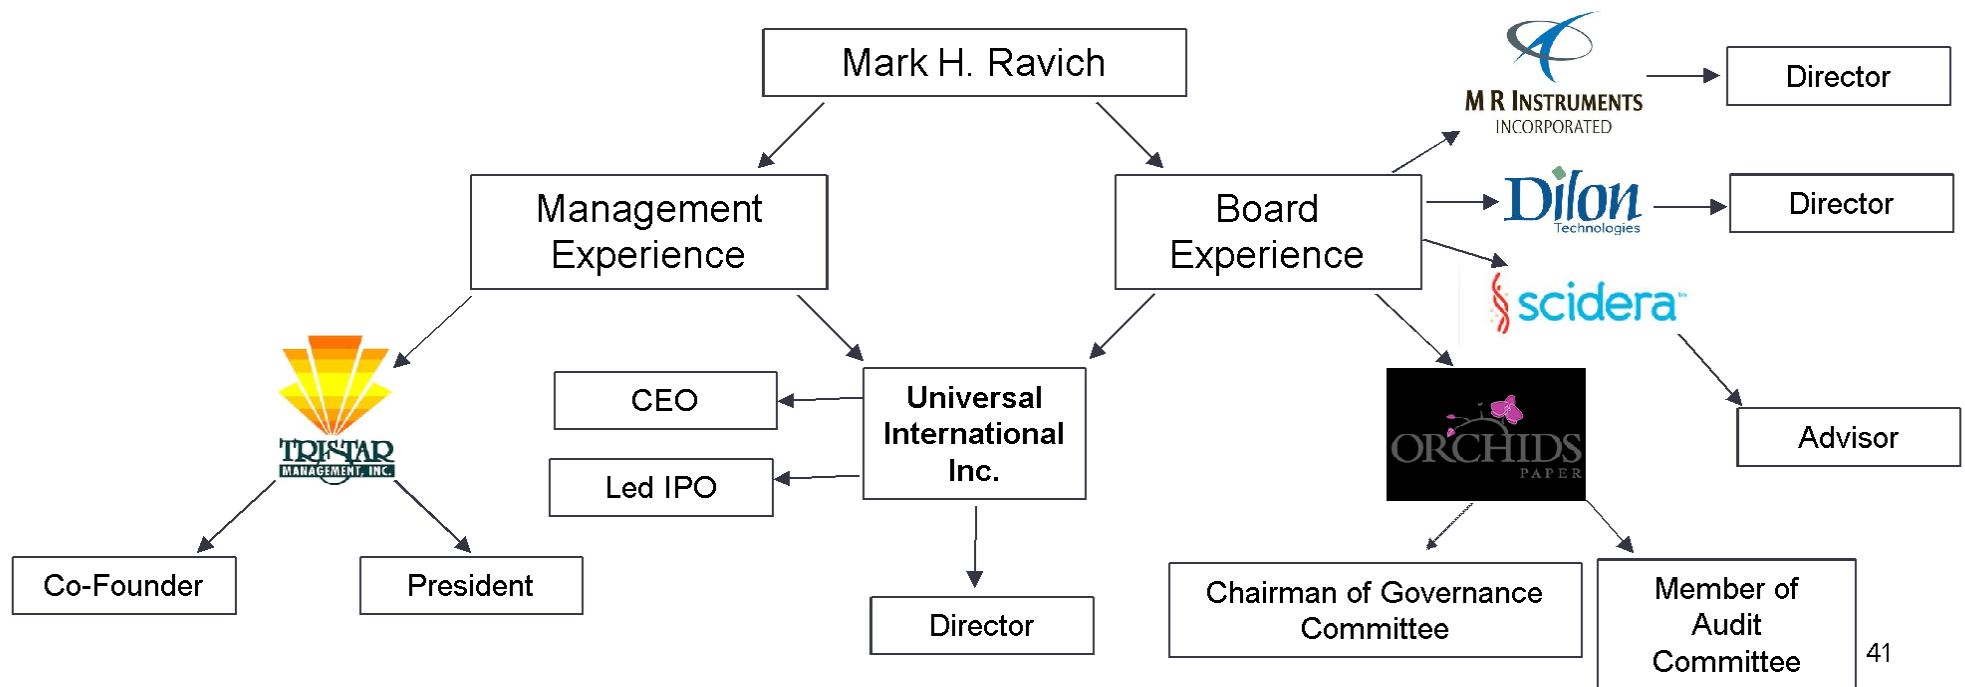 Mark H. Ravich
M R INSTRUMENTS
INCORPORATED
Director
Management
Experience
Board
Experience
Dilon
Technologies
Director
scidera™
TRISTAR
MANAGEMENT, INC.
CEO
Led IPO
Universal
International
Inc.
ORCHIDS
PAPER
Advisor
Co-Founder
President
Director
Chairman of Governance
Committee
Member of
Audit
Committee
41